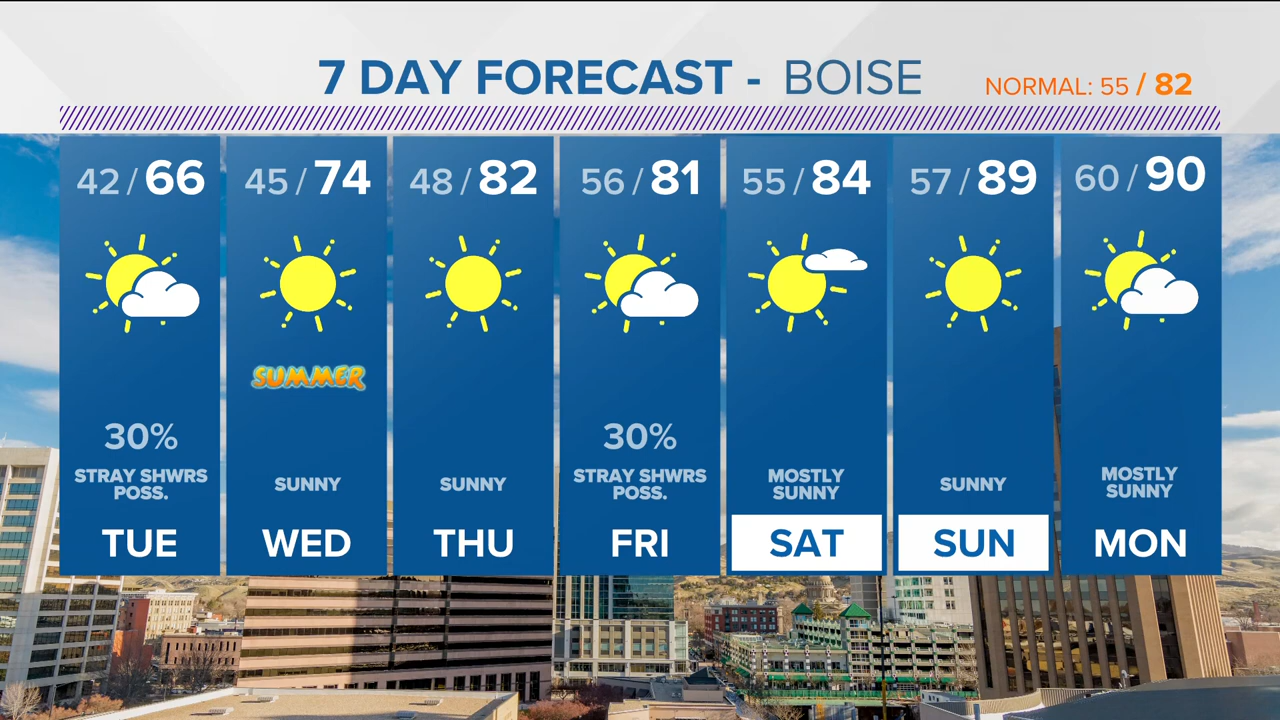 7 DAY FORECAST - BOISE
NORMAL: 55 / 82
42 / 66
45 / 74
48 / 82
56 / 81
55 / 84
57 / 89
60 / 90
SUMMER
30%
STRAY SHWRS
POSS.
SUNNY
SUNNY
30%
STRAY SHWRS
POSS.
MOSTLY
SUNNY
SUNNY
MOSTLY
SUNNY
TUE
WED
THU
FRI
SAT
SUN
MON